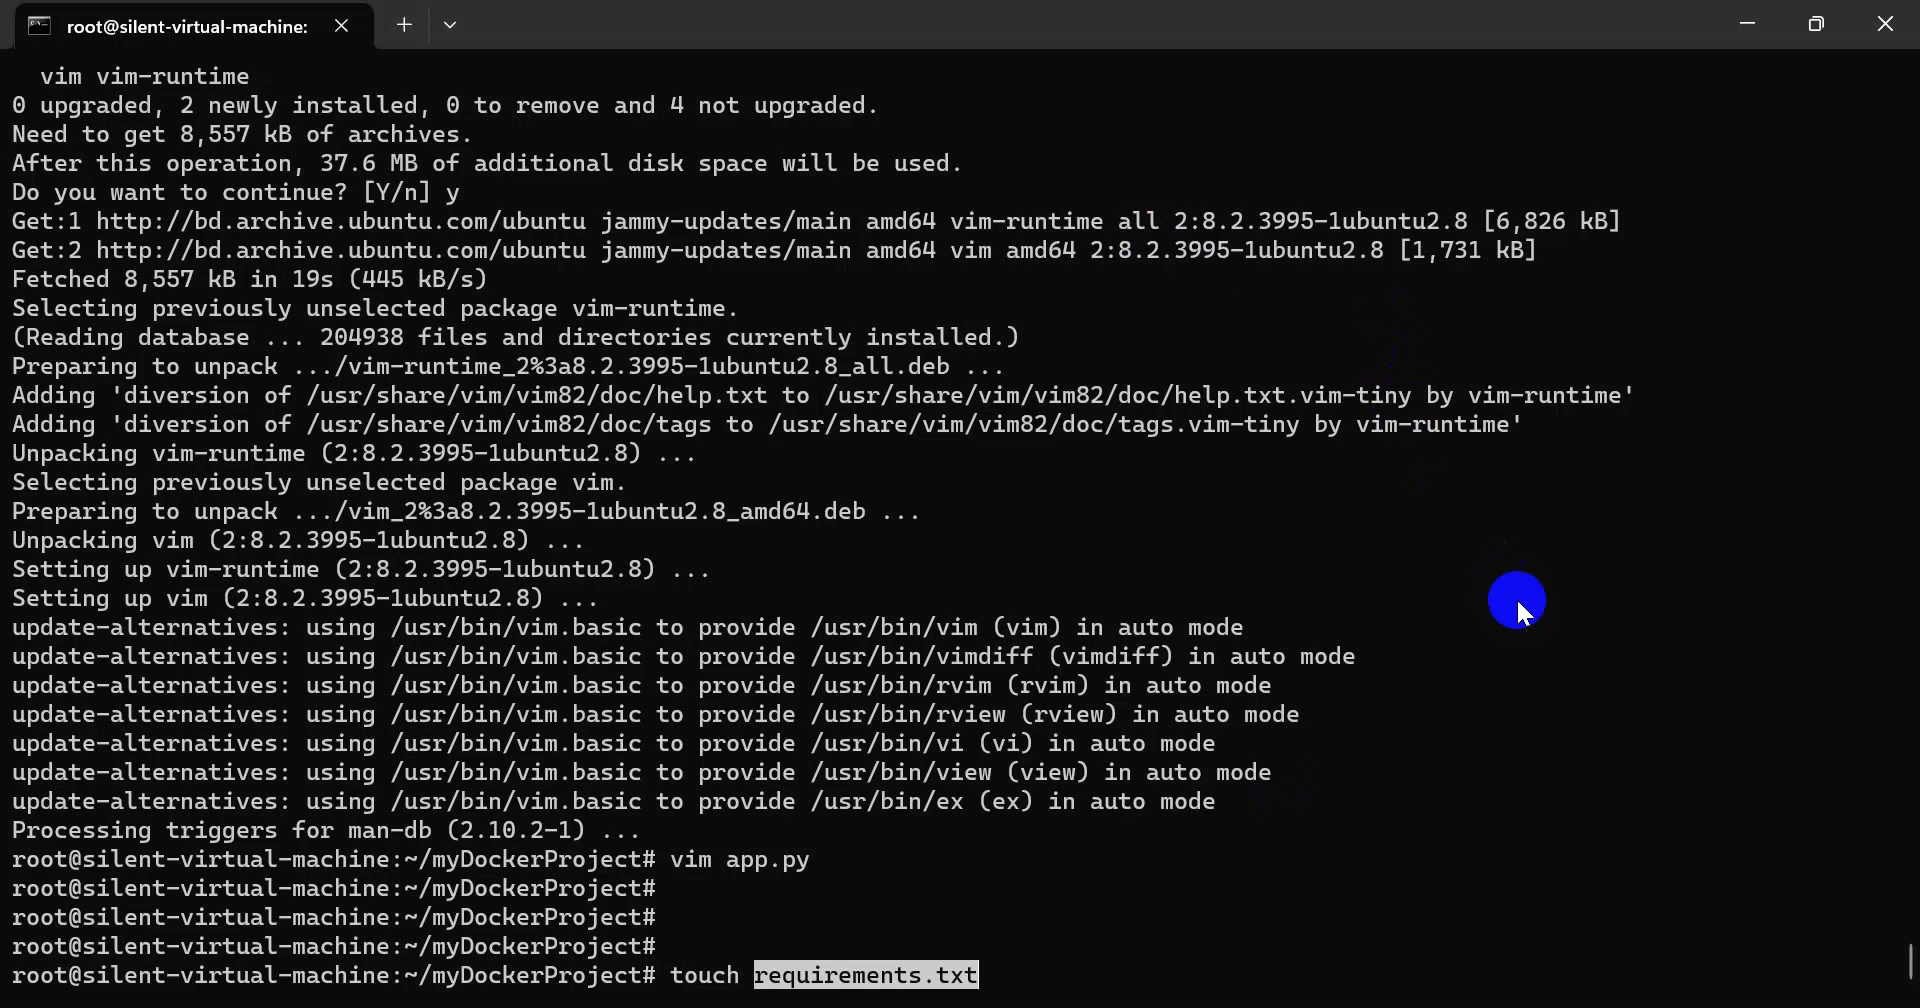 root@silent-virtual-machine:
vim vim-runtime
0 upgraded, 2 newly installed, 0 to remove and 4 not upgraded.
Need to get 8,557 kB of archives.
After this operation, 37.6 MB of additional disk space will be used.
Do you want to continue? [Y/n] y
Get:1 http://bd.archive.ubuntu.com/ubuntu jammy-updates/main amd64 vim-runtime all 2:8.2.3995-1ubuntu2.8 [6,826 kB]
Get:2 http://bd.archive.ubuntu.com/ubuntu jammy-updates/main amd64 vim amd64 2:8.2.3995-1ubuntu2.8 [1,731 kB]
Fetched 8,557 kB in 19s (445 kB/s)
Selecting previously unselected package vim-runtime.
(Reading database ... 204938 files and directories currently installed.)
Preparing to unpack .../vim-runtime_2%3a8.2.3995-1ubuntu2.8_all.deb ...
Adding 'diversion of /usr/share/vim/vim82/doc/help.txt to /usr/share/vim/vim82/doc/help.txt.vim-tiny by vim-runtime'
Adding 'diversion of /usr/share/vim/vim82/doc/tags to /usr/share/vim/vim82/doc/tags.vim-tiny by vim-runtime'
Unpacking vim-runtime (2:8.2.3995-1ubuntu2.8) ...
Selecting previously unselected package vim.
Preparing to unpack .../vim_2%3a8.2.3995-1ubuntu2.8_amd64.deb ...
Unpacking vim (2:8.2.3995-1ubuntu2.8) ...
Setting up vim-runtime (2:8.2.3995-1ubuntu2.8) ...
Setting up vim (2:8.2.3995-1ubuntu2.8) ...
update-alternatives: using /usr/bin/vim.basic to provide /usr/bin/vim (vim) in auto mode
update-alternatives: using /usr/bin/vim.basic to provide /usr/bin/vimdiff (vimdiff) in auto mode
update-alternatives: using /usr/bin/vim.basic to provide /usr/bin/rvim (rvim) in auto mode
update-alternatives: using /usr/bin/vim.basic to provide /usr/bin/rview (rview) in auto mode
update-alternatives: using /usr/bin/vim.basic to provide /usr/bin/vi (vi) in auto mode
update-alternatives: using /usr/bin/vim.basic to provide /usr/bin/view (view) in auto mode
update-alternatives: using /usr/bin/vim.basic to provide /usr/bin/ex (ex) in auto mode
Processing triggers for man-db (2.10.2-1) ...
root@silent-virtual-machine:~/myDockerProject# vim app.py
root@silent-virtual-machine:~/myDockerProject#
root@silent-virtual-machine:~/myDockerProject#
root@silent-virtual-machine:~/myDockerProject#
root@silent-virtual-machine:~/myDockerProject# touch requirements.txt